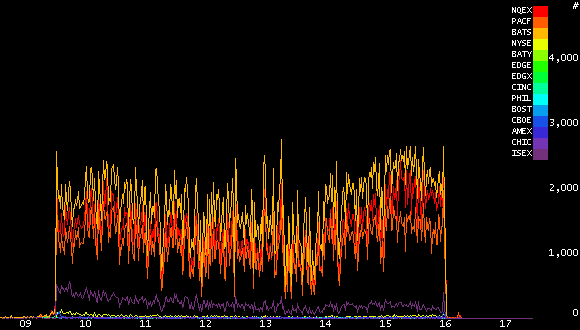 #
NQEX
PACF
BATS
NYSE
BATY
EDGE
EDGX
CINC
PHIL
BOST
CBOE
AMEX
CHIC
ISEX
4,000
3,000
2,000
1,000
0
09 10 11 12 13 14 15 16 17